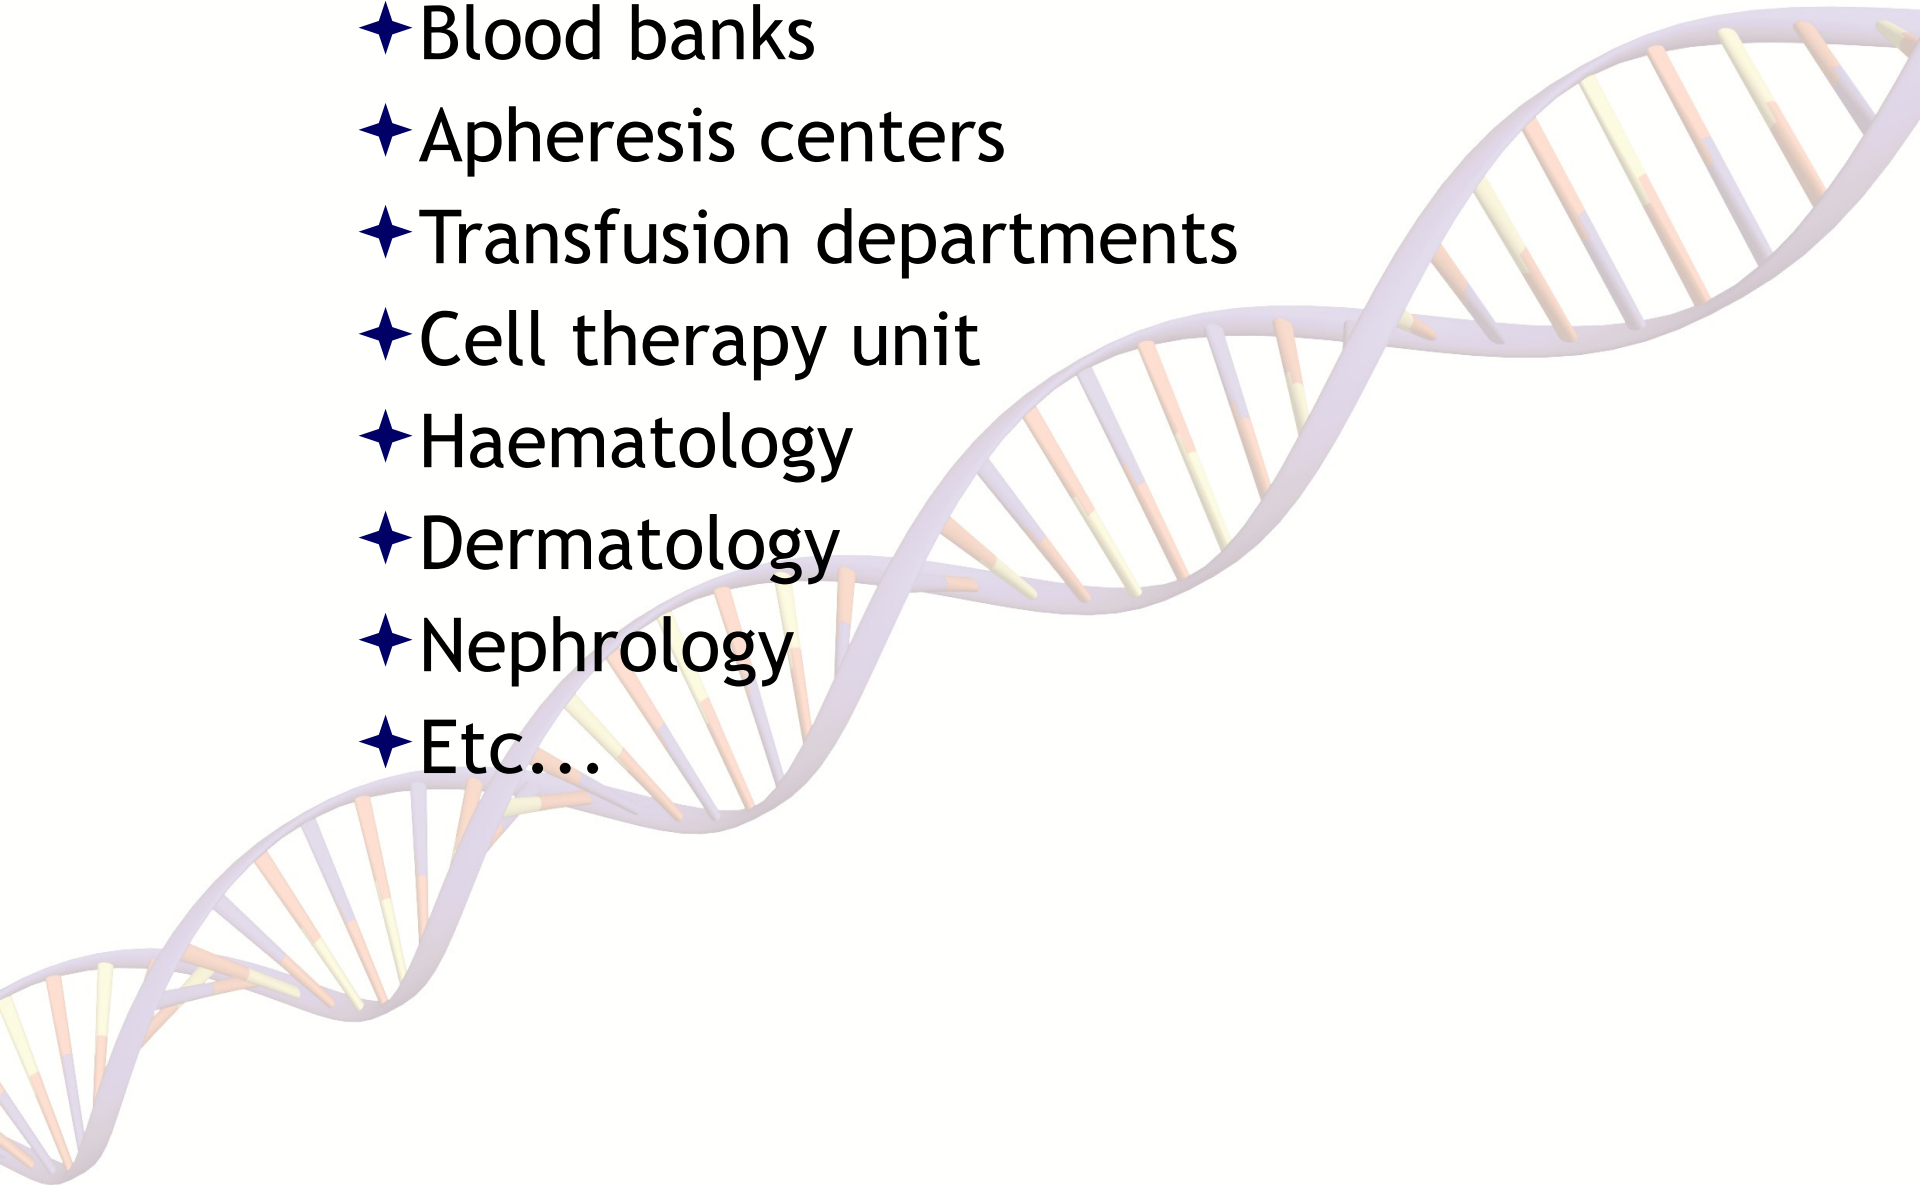 Blood banks
Apheresis centers
Transfusion departments
Cell therapy unit
Haematology
Dermatology
Nephrology
Etc...